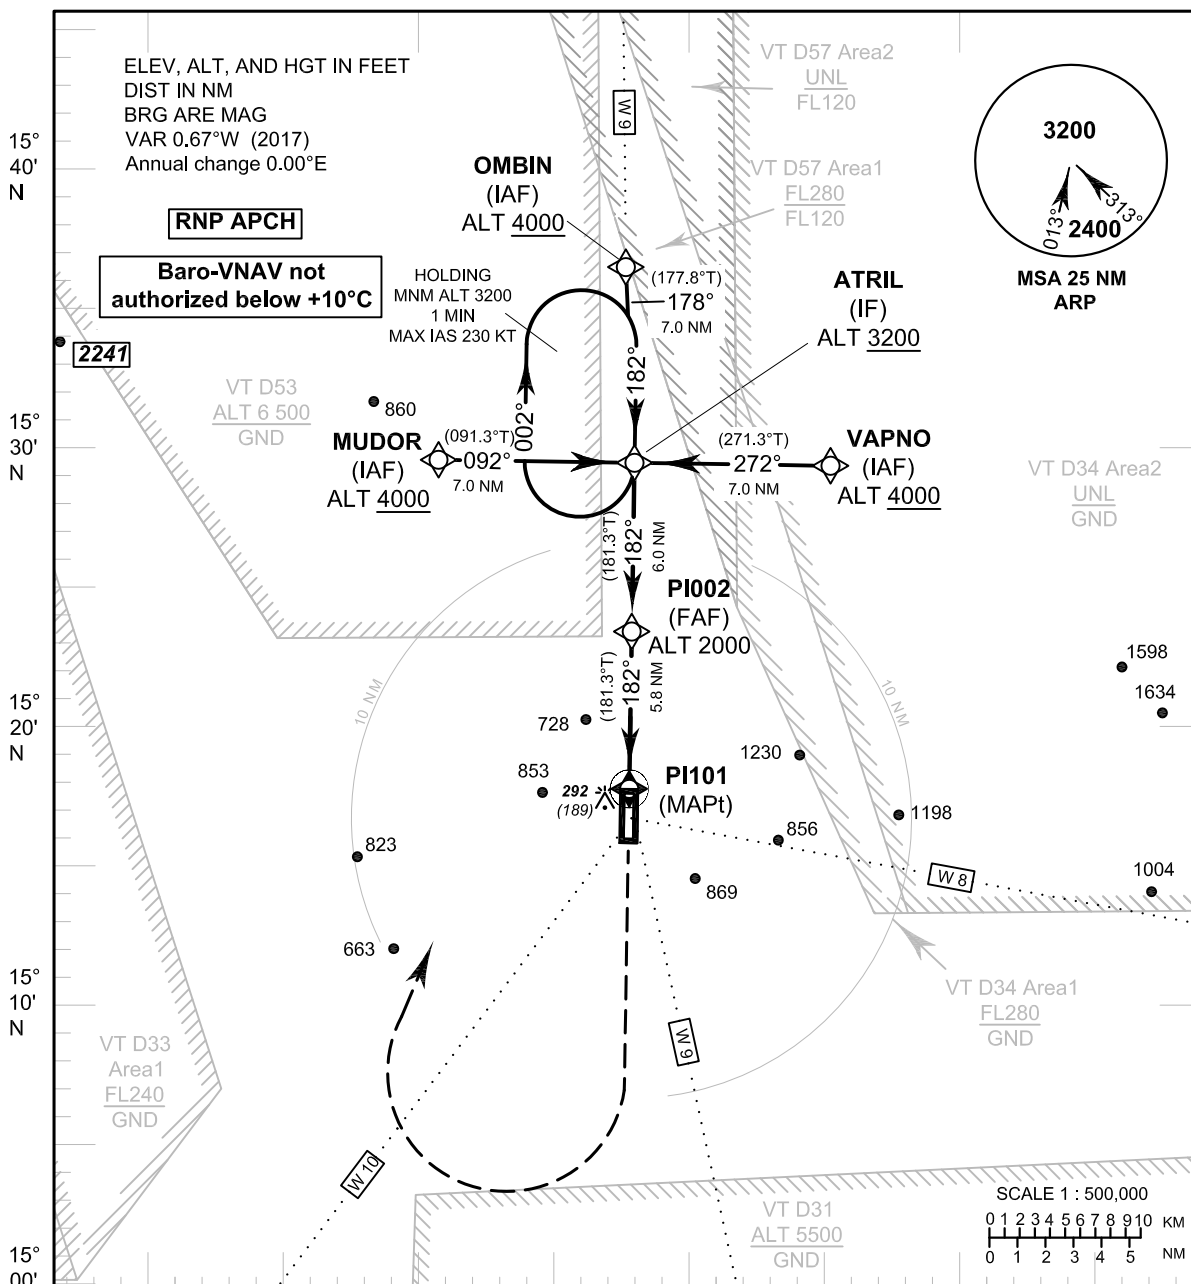 ELEV, ALT, AND HGT IN FEET
DIST IN NM
BRG ARE MAG
VAR 0.67°W (2017)
Annual change 0.00°E
RNP APCH
Baro-VNAV not
authorized below +10°C
15°
40'
N
15°
30'
N
15°
20'
N
15°
10'
N
15°
00'
VT D57 Area2
UNL
FL120
VT D57 Area1
FL280
FL120
3200
2400
013°
313°
MSA 25 NM
ARP
W 9
OMBIN
(IAF)
ALT 4000
(177.8°T)
178°
7.0 NM
HOLDING
MNM ALT 3200
1 MIN
MAX IAS 230 KT
ATRIL
(IF)
ALT 3200
2241
VT D53
ALT 6 500
GND
860
002°
182°
MUDOR
(IAF)
ALT 4000
(091.3°T)
092°
7.0 NM
(271.3°T)
272°
7.0 NM
VAPNO
(IAF)
ALT 4000
VT D34 Area2
UNL
GND
(181.3°T)
182°
6.0 NM
PI002
(FAF)
ALT 2000
(181.3°T)
182°
5.8 NM
10 NM
10 NM
1598
1634
728
1230
853
292
(189)
PI101
(MAPt)
856
1198
823
869
W 8
1004
663
VT D34 Area1
FL280
GND
W 9
VT D33
Area1
FL240
GND
W 10
VT D31
ALT 5500
GND
SCALE 1 : 500,000
0 1 2 3 4 5 6 7 8 9 10 KM
0 1 2 3 4 5 NM